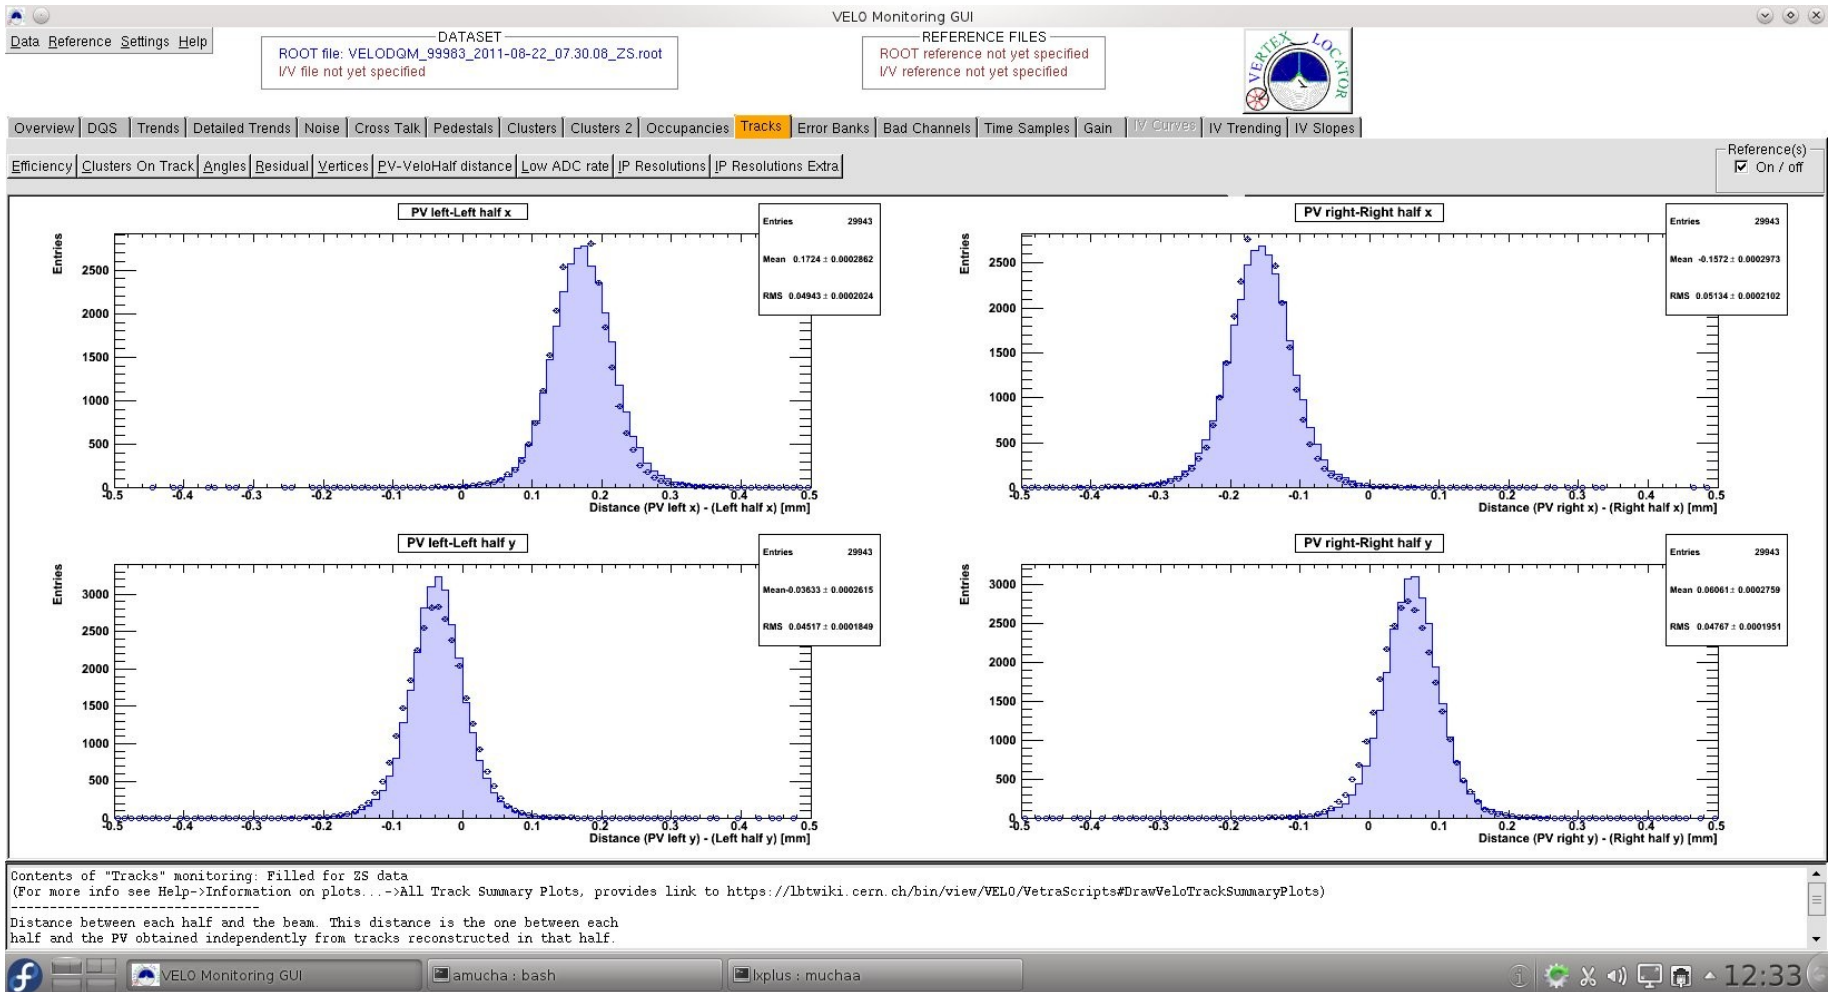 VELO Monitoring GUI
Data Reference Settings Help
DATASET
ROOT file: VELODQM_99983_2011-08-22_07.30.08_ZS.root
I/V file not yet specified
REFERENCE FILES
ROOT reference not yet specified
I/V reference not yet specified
VERTEX LOCATOR
Overview DQS Trends Detailed Trends Noise Cross Talk Pedestals Clusters Clusters 2 Occupancies Tracks Error Banks Bad Channels Time Samples Gain IV Curves IV Trending IV Slopes
Efficiency Clusters On Track Angles Residual Vertices PV-VeloHalf distance Low ADC rate IP Resolutions IP Resolutions Extra
Reference(s)
On / off
PV left-Left half x
Entries 29943
Mean 0.1724 ± 0.0002862
RMS 0.04943 ± 0.0002024
Entries
2500
2000
1500
1000
500
0
-0.5 -0.4 -0.3 -0.2 -0.1 0 0.1 0.2 0.3 0.4 0.5
Distance (PV left x) - (Left half x) [mm]
PV right-Right half x
Entries 29943
Mean -0.1572 ± 0.0002973
RMS 0.05134 ± 0.0002102
Entries
2500
2000
1500
1000
500
0
-0.5 -0.4 -0.3 -0.2 -0.1 0 0.1 0.2 0.3 0.4 0.5
Distance (PV right x) - (Right half x) [mm]
PV left-Left half y
Entries 29943
Mean-0.03633 ± 0.0002615
RMS 0.04517 ± 0.0001849
Entries
3000
2500
2000
1500
1000
500
0
-0.5 -0.4 -0.3 -0.2 -0.1 0 0.1 0.2 0.3 0.4 0.5
Distance (PV left y) - (Left half y) [mm]
PV right-Right half y
Entries 29943
Mean 0.06061 ± 0.0002759
RMS 0.04767 ± 0.0001951
Entries
3000
2500
2000
1500
1000
500
0
-0.5 -0.4 -0.3 -0.2 -0.1 0 0.1 0.2 0.3 0.4 0.5
Distance (PV right y) - (Right half y) [mm]
Contents of "Tracks" monitoring: Filled for ZS data
(For more info see Help->Information on plots...->All Track Summary Plots, provides link to https://lbtwiki.cern.ch/bin/view/VELO/VetraScripts#DrawVeloTrackSummaryPlots)
--------------------------------
Distance between each half and the beam. This distance is the one between each
half and the PV obtained independently from tracks reconstructed in that half.
VELO Monitoring GUI
amucha : bash
lxplus : muchaa
12:33